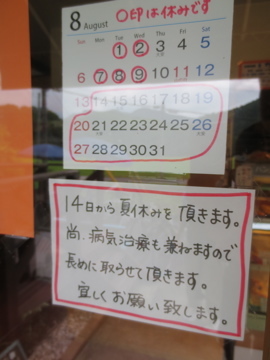 8 August 〇印は休みです
Sun Mon Tue Wed Thu Fri Sat
1 2 3 4 5
6 7 8 9 10 11 12
13 14 15 16 17 18 19
20 21 22 23 24 25 26
27 28 29 30 31
14日から夏休みを頂きます。
尚、病気治療も兼ねますので
長めに取らせて頂きます。
宜しくお願い致します。